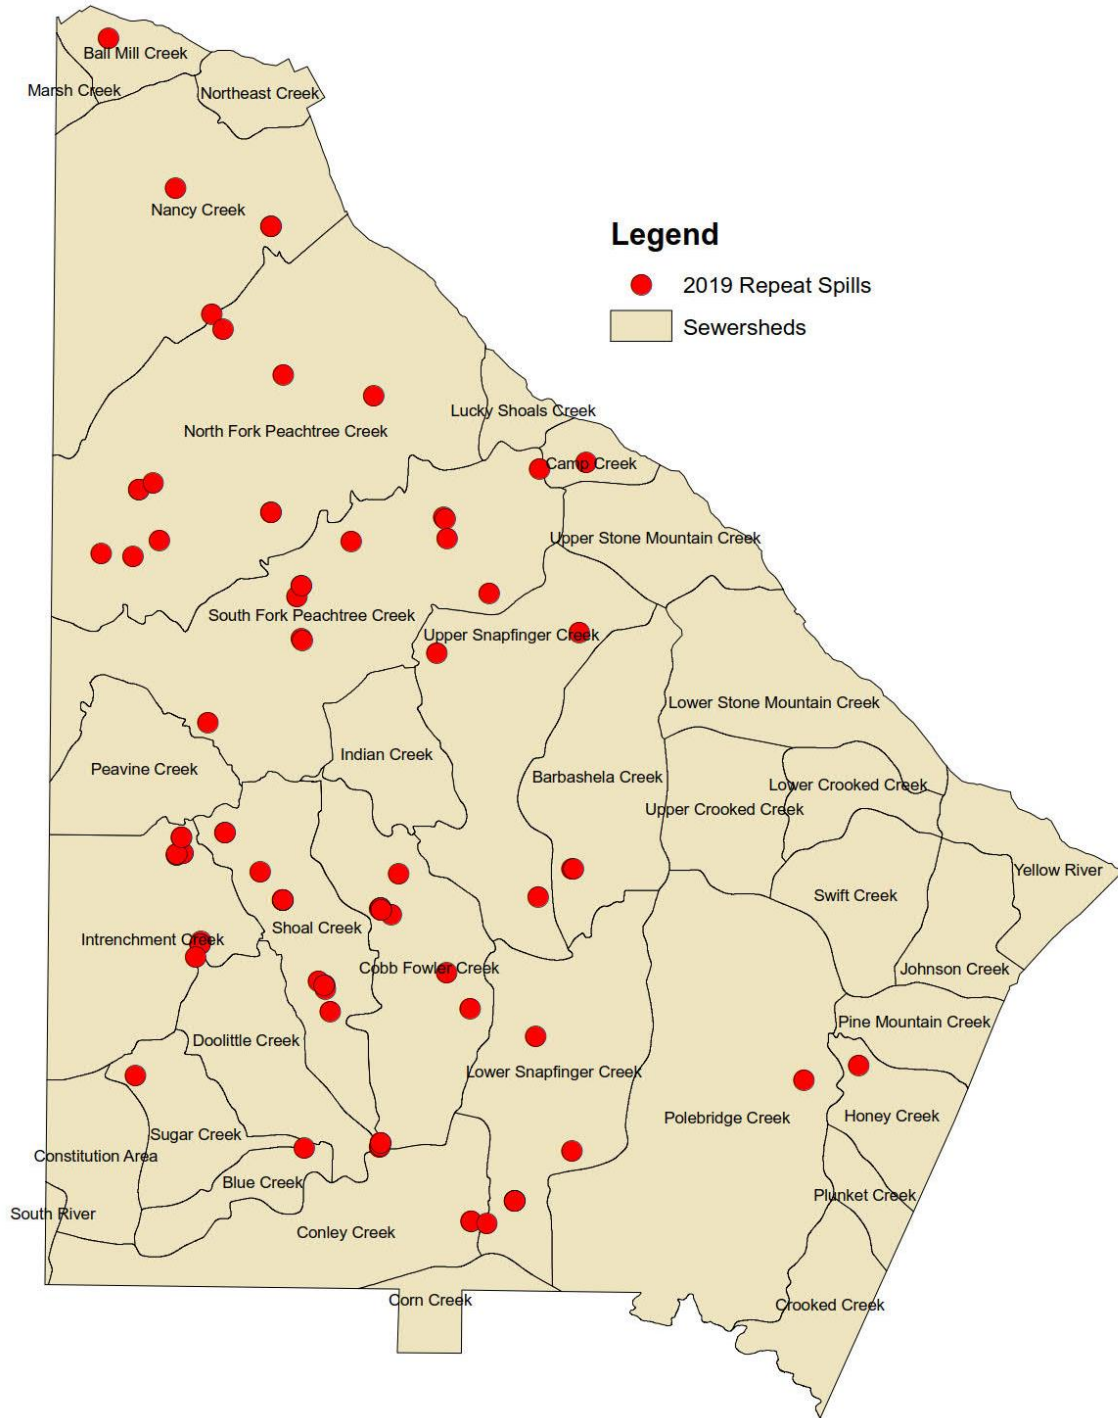 Ball Mill Creek
Marsh Creek
Northeast Creek
Nancy Creek
Legend
2019 Repeat Spills
Sewersheds
Lucky Shoals Creek
North Fork Peachtree Creek
Camp Creek
Upper Stone Mountain Creek
South Fork Peachtree Creek
Upper Snapfinger Creek
Lower Stone Mountain Creek
Indian Creek
Peavine Creek
Barbashela Creek
Lower Crooked Creek
Upper Crooked Creek
Yellow River
Swift Creek
Shoal Creek
Intrenchment Creek
Cobb Fowler Creek
Johnson Creek
Pine Mountain Creek
Doolittle Creek
Lower Snapfinger Creek
Polebridge Creek
Honey Creek
Sugar Creek
Constitution Area
Blue Creek
Plunket Creek
South River
Conley Creek
Corn Creek
Crooked Creek